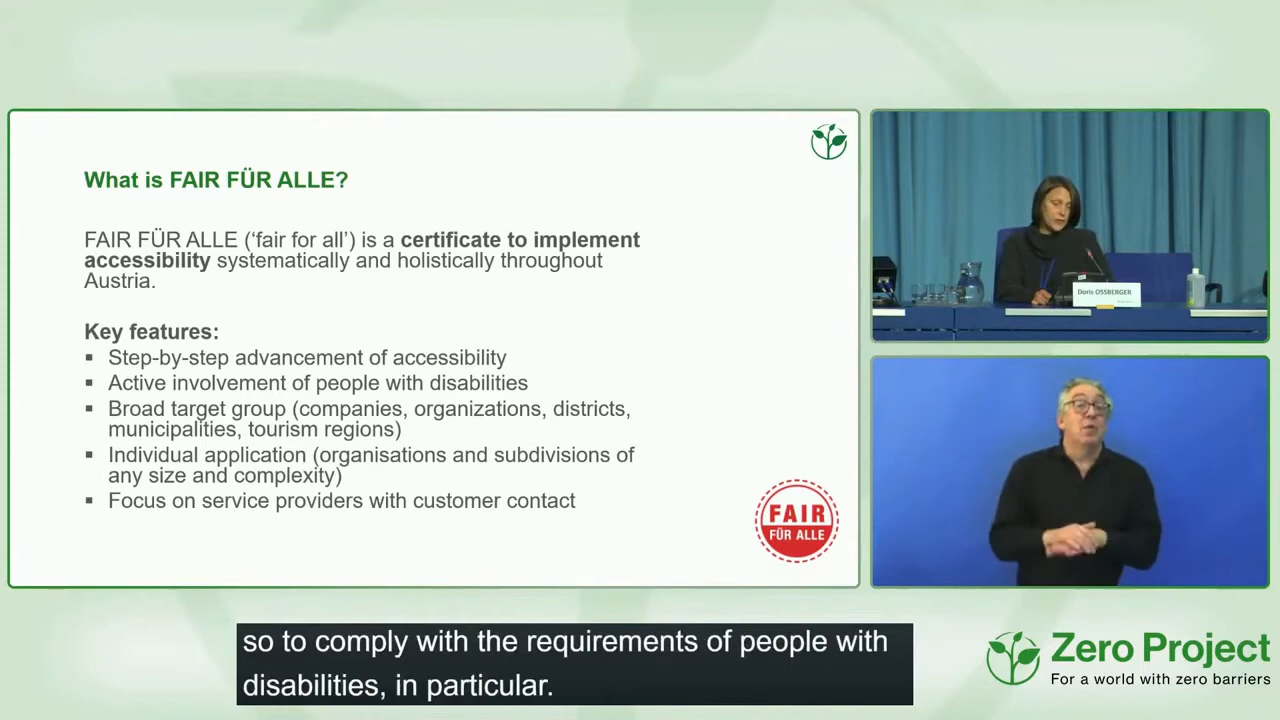 What is FAIR FÜR ALLE?
FAIR FÜR ALLE (‘fair for all’) is a certificate to implement
accessibility systematically and holistically throughout
Austria.
Key features:
▪ Step-by-step advancement of accessibility
▪ Active involvement of people with disabilities
▪ Broad target group (companies, organizations, districts,
municipalities, tourism regions)
▪ Individual application (organisations and subdivisions of
any size and complexity)
▪ Focus on service providers with customer contact
FAIR
FÜR ALLE
Doris OSSBERGER
so to comply with the requirements of people with
disabilities, in particular.
Zero Project
For a world with zero barriers